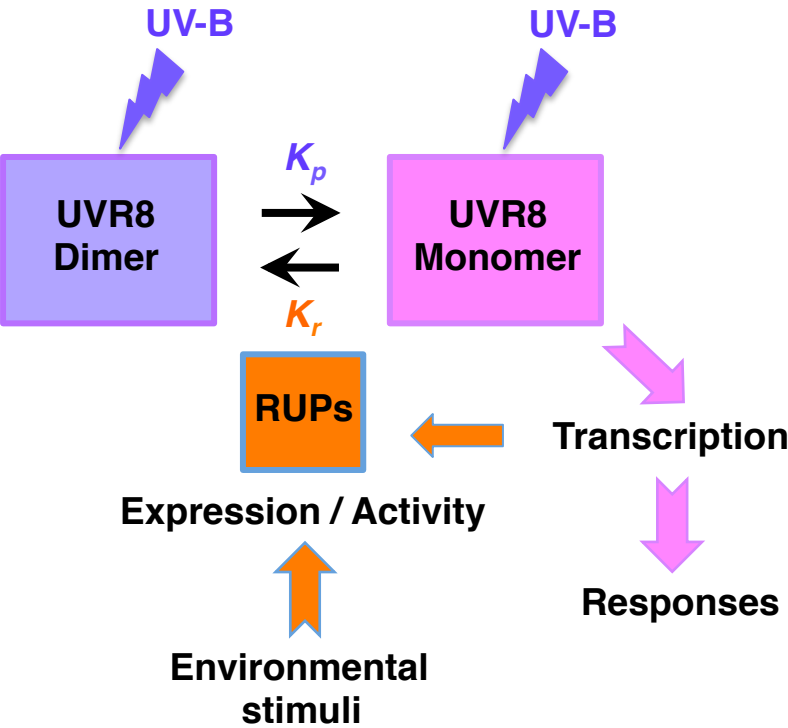 UV-B
UV-B
UVR8
Dimer
Kp
UVR8
Monomer
Kr
RUPs
Transcription
Expression / Activity
Responses
Environmental
stimuli